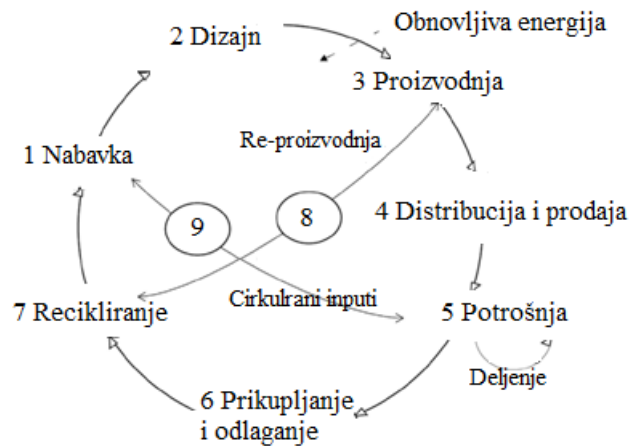 Obnovljiva energija
2 Dizajn
3 Proizvodnja
Re-proizvodnja
1 Nabavka
4 Distribucija i prodaja
9
8
Cirkulrani inputi
7 Recikliranje
5 Potrošnja
Deljenje
6 Prikupljanje
i odlaganje